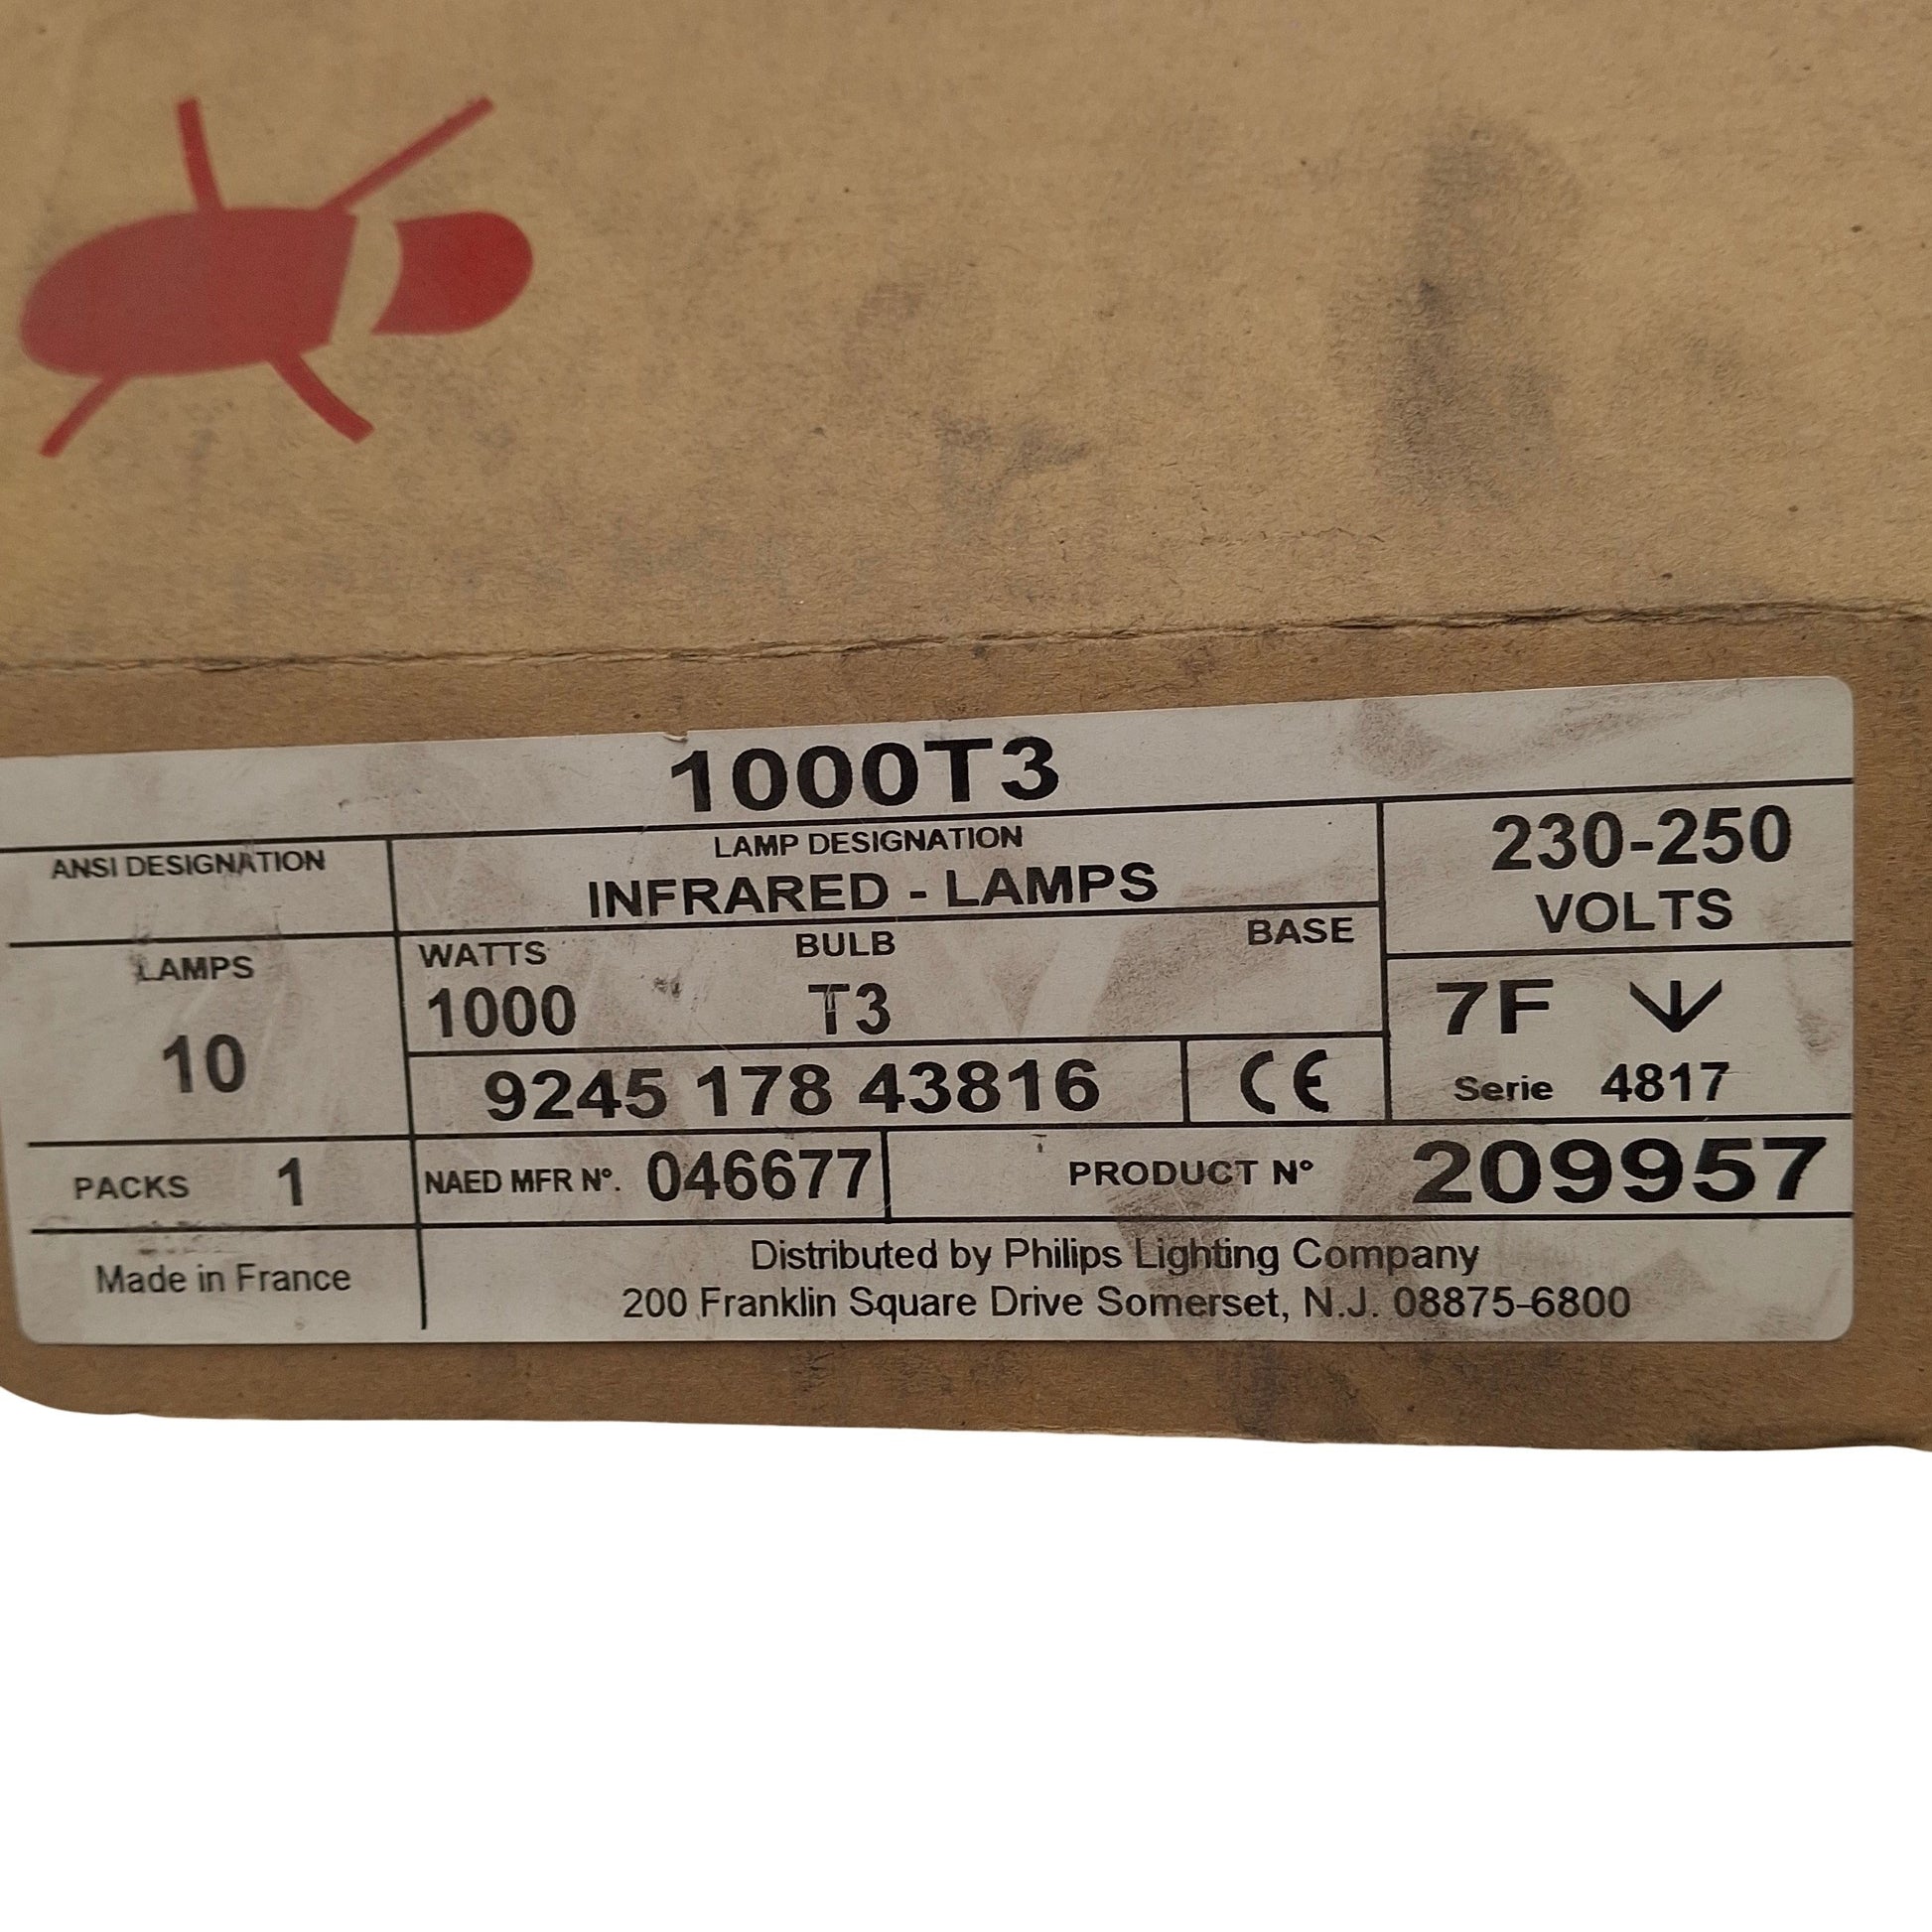 1000T3
ANSI DESIGNATION
LAMP DESIGNATION
INFRARED - LAMPS
230-250
VOLTS
LAMPS
10
WATTS BULB BASE
1000 T3
7F
Serie 4817
9245 178 43816 CE
PACKS 1
NAED MFR Nº. 046677
PRODUCT Nº 209957
Made in France
Distributed by Philips Lighting Company
200 Franklin Square Drive Somerset, N.J. 08875-6800